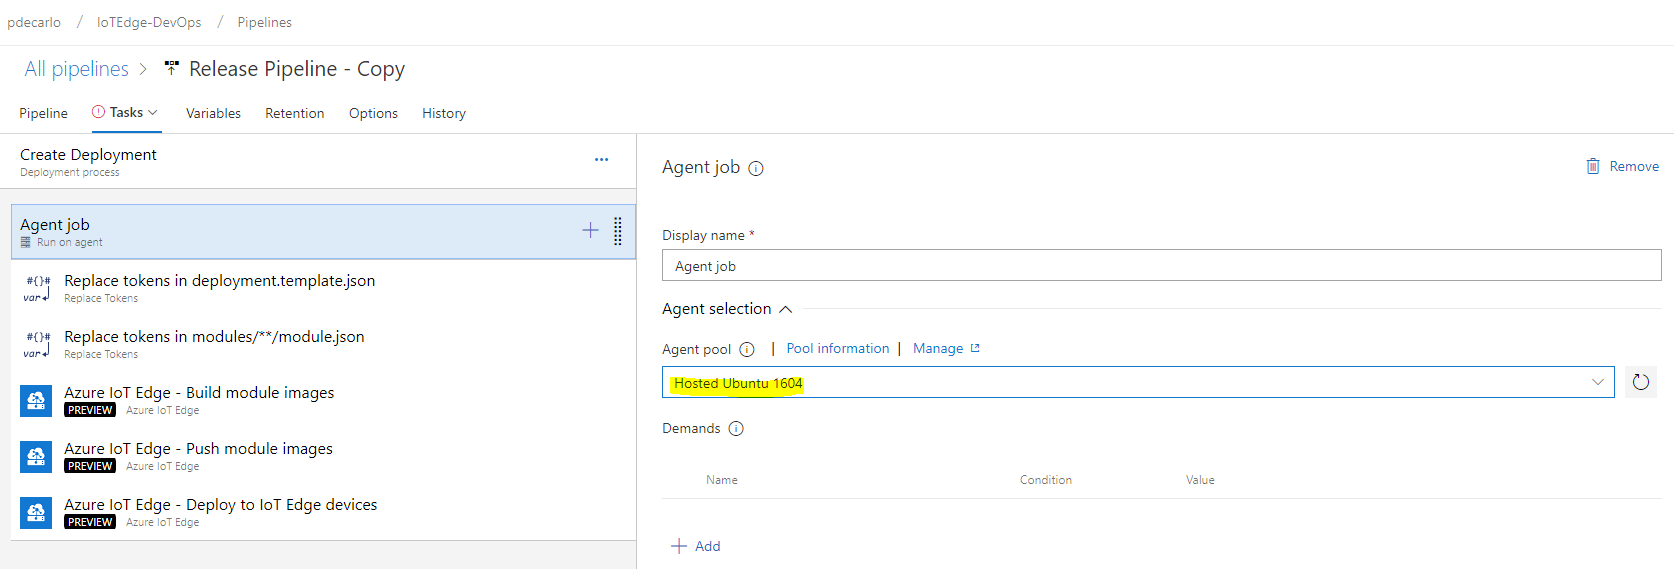 pdecarlo / IoTEdge-DevOps / Pipelines
All pipelines > Release Pipeline - Copy
Pipeline Tasks Variables Retention Options History
Create Deployment
Deployment process
Agent job
Run on agent
#{}# Replace tokens in deployment.template.json
var Replace Tokens
#{}# Replace tokens in modules/**/module.json
var Replace Tokens
Azure IoT Edge - Build module images
PREVIEW Azure IoT Edge
Azure IoT Edge - Push module images
PREVIEW Azure IoT Edge
Azure IoT Edge - Deploy to IoT Edge devices
PREVIEW Azure IoT Edge
Agent job
Remove
Display name *
Agent job
Agent selection
Agent pool | Pool information | Manage
Hosted Ubuntu 1604
Demands
Name Condition Value
+ Add